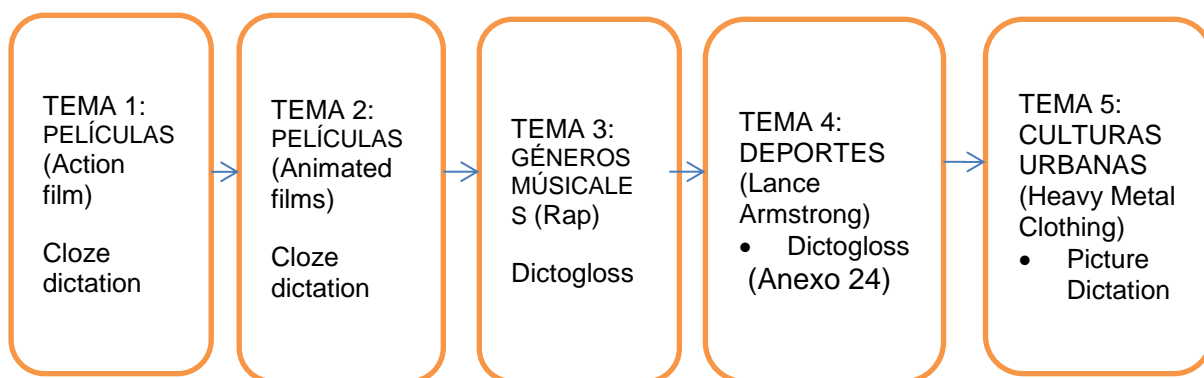 TEMA 1:
PELÍCULAS
(Action
film)
Cloze
dictation
TEMA 2:
PELÍCULAS
(Animated
films)
Cloze
dictation
TEMA 3:
GÉNEROS
MÚSICALE
S (Rap)
Dictogloss
TEMA 4:
DEPORTES
(Lance
Armstrong)
• Dictogloss
(Anexo 24)
TEMA 5:
CULTURAS
URBANAS
(Heavy Metal
Clothing)
• Picture
Dictation